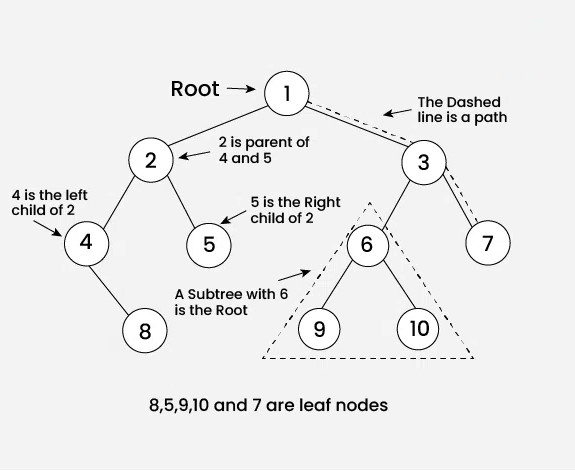 Root
1
The Dashed
line is a path
2
2 is parent of
4 and 5
3
4 is the left
child of 2
5 is the Right
child of 2
4
5
6
7
A Subtree with 6
is the Root
8
9
10
8,5,9,10 and 7 are leaf nodes